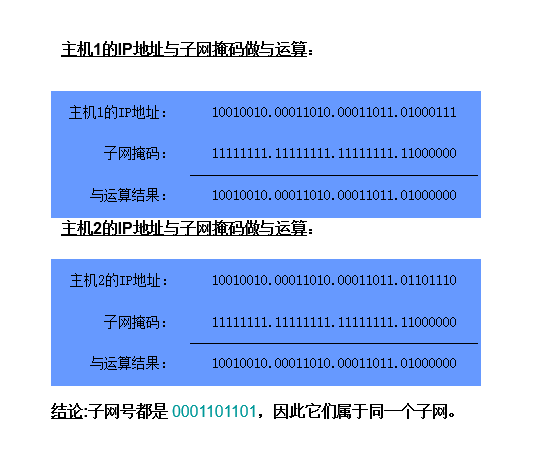 主机1的IP地址与子网掩码做与运算：
主机1的IP地址： 10010010.00011010.00011011.01000111
子网掩码： 11111111.11111111.11111111.11000000
与运算结果： 10010010.00011010.00011011.01000000
主机2的IP地址与子网掩码做与运算：
主机2的IP地址： 10010010.00011010.00011011.01101110
子网掩码： 11111111.11111111.11111111.11000000
与运算结果： 10010010.00011010.00011011.01000000
结论:子网号都是 0001101101，因此它们属于同一个子网。